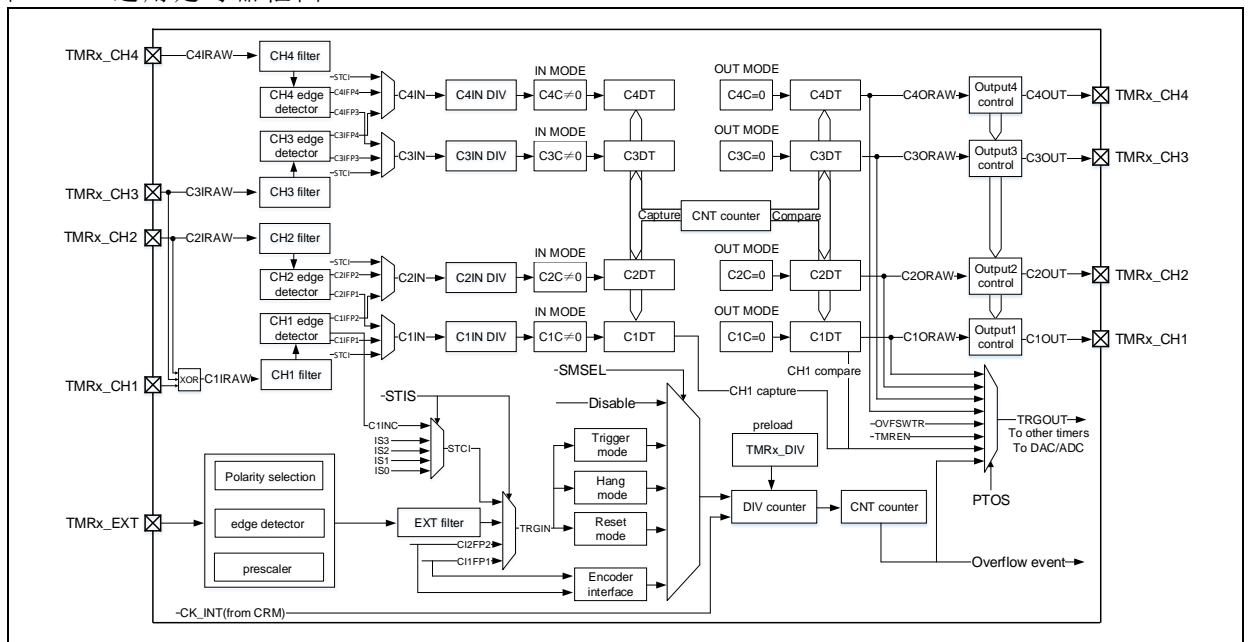 TMRx_CH4
C4IRAW
CH4 filter
STCI
C4IFP4
C4IFP3
CH4 edge
detector
C4IN
C4IN DIV
IN MODE
C4C≠0
C4DT
OUT MODE
C4C=0
C4DT
C4ORAW
Output4
control
C4OUT
TMRx_CH4
CH3 edge
detector
C3IFP4
C3IFP3
STCI
C3IN
C3IN DIV
IN MODE
C3C≠0
C3DT
OUT MODE
C3C=0
C3DT
C3ORAW
Output3
control
C3OUT
TMRx_CH3
TMRx_CH3
C3IRAW
CH3 filter
Capture
CNT counter
Compare
TMRx_CH2
C2IRAW
CH2 filter
STCI
C2IFP2
C2IFP1
CH2 edge
detector
C2IN
C2IN DIV
IN MODE
C2C≠0
C2DT
OUT MODE
C2C=0
C2DT
C2ORAW
Output2
control
C2OUT
TMRx_CH2
CH1 edge
detector
C1IFP2
C1IFP1
STCI
C1IN
C1IN DIV
IN MODE
C1C≠0
C1DT
OUT MODE
C1C=0
C1DT
C1ORAW
Output1
control
C1OUT
TMRx_CH1
TMRx_CH1
XOR
C1IRAW
CH1 filter
CH1 compare
CH1 capture
-SMSEL
Disable
-STIS
C1INC
IS3
IS2
IS1
IS0
STCI
Trigger
mode
Hang
mode
Reset
mode
Encoder
interface
preload
TMRx_DIV
DIV counter
CNT counter
-OVFSWTR
-TMREN
TRGOUT
To other timers
To DAC/ADC
PTOS
Overflow event
TMRx_EXT
Polarity selection
edge detector
prescaler
EXT filter
CI2FP2
CI1FP1
TRGIN
-CK_INT(from CRM)